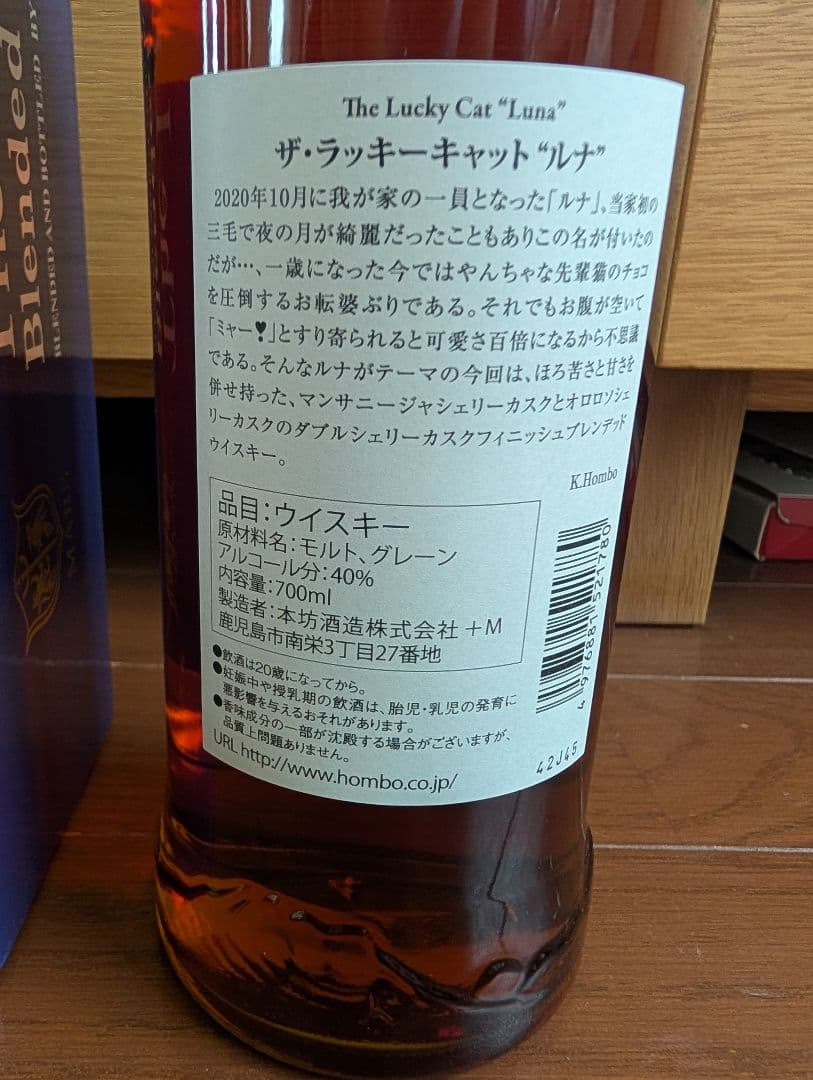 The Lucky Cat “Luna”
ザ・ラッキーキャット“ルナ”
2020年10月に我が家の一員となった「ルナ」、当家初の
三毛で夜の月が綺麗だったこともありこの名が付いたの
だが…、一歳になった今ではやんちゃな先輩猫のチョコ
を圧倒するお転婆ぶりである。それでもお腹が空いて
「ミャー❣」とすり寄られると可愛さ百倍になるから不思議
である。そんなルナがテーマの今回は、ほろ苦さと甘さを
併せ持った、マンサニージャシェリーカスクとオロロソシェ
リーカスクのダブルシェリーカスクフィニッシュブレンデッド
ウイスキー。
K.Hombo
品目:ウイスキー
原材料名:モルト、グレーン
アルコール分:40%
内容量:700ml
製造者:本坊酒造株式会社 +M
鹿児島市南栄3丁目27番地
●飲酒は20歳になってから。
●妊娠中や授乳期の飲酒は、胎児・乳児の発育に
悪影響を与えるおそれがあります。
●香味成分の一部が沈殿する場合がございますが、
品質上問題ありません。
URL http://www.hombo.co.jp/
4 976881 521780
42J45
Blended
BLENDED AND BOTTLED BY